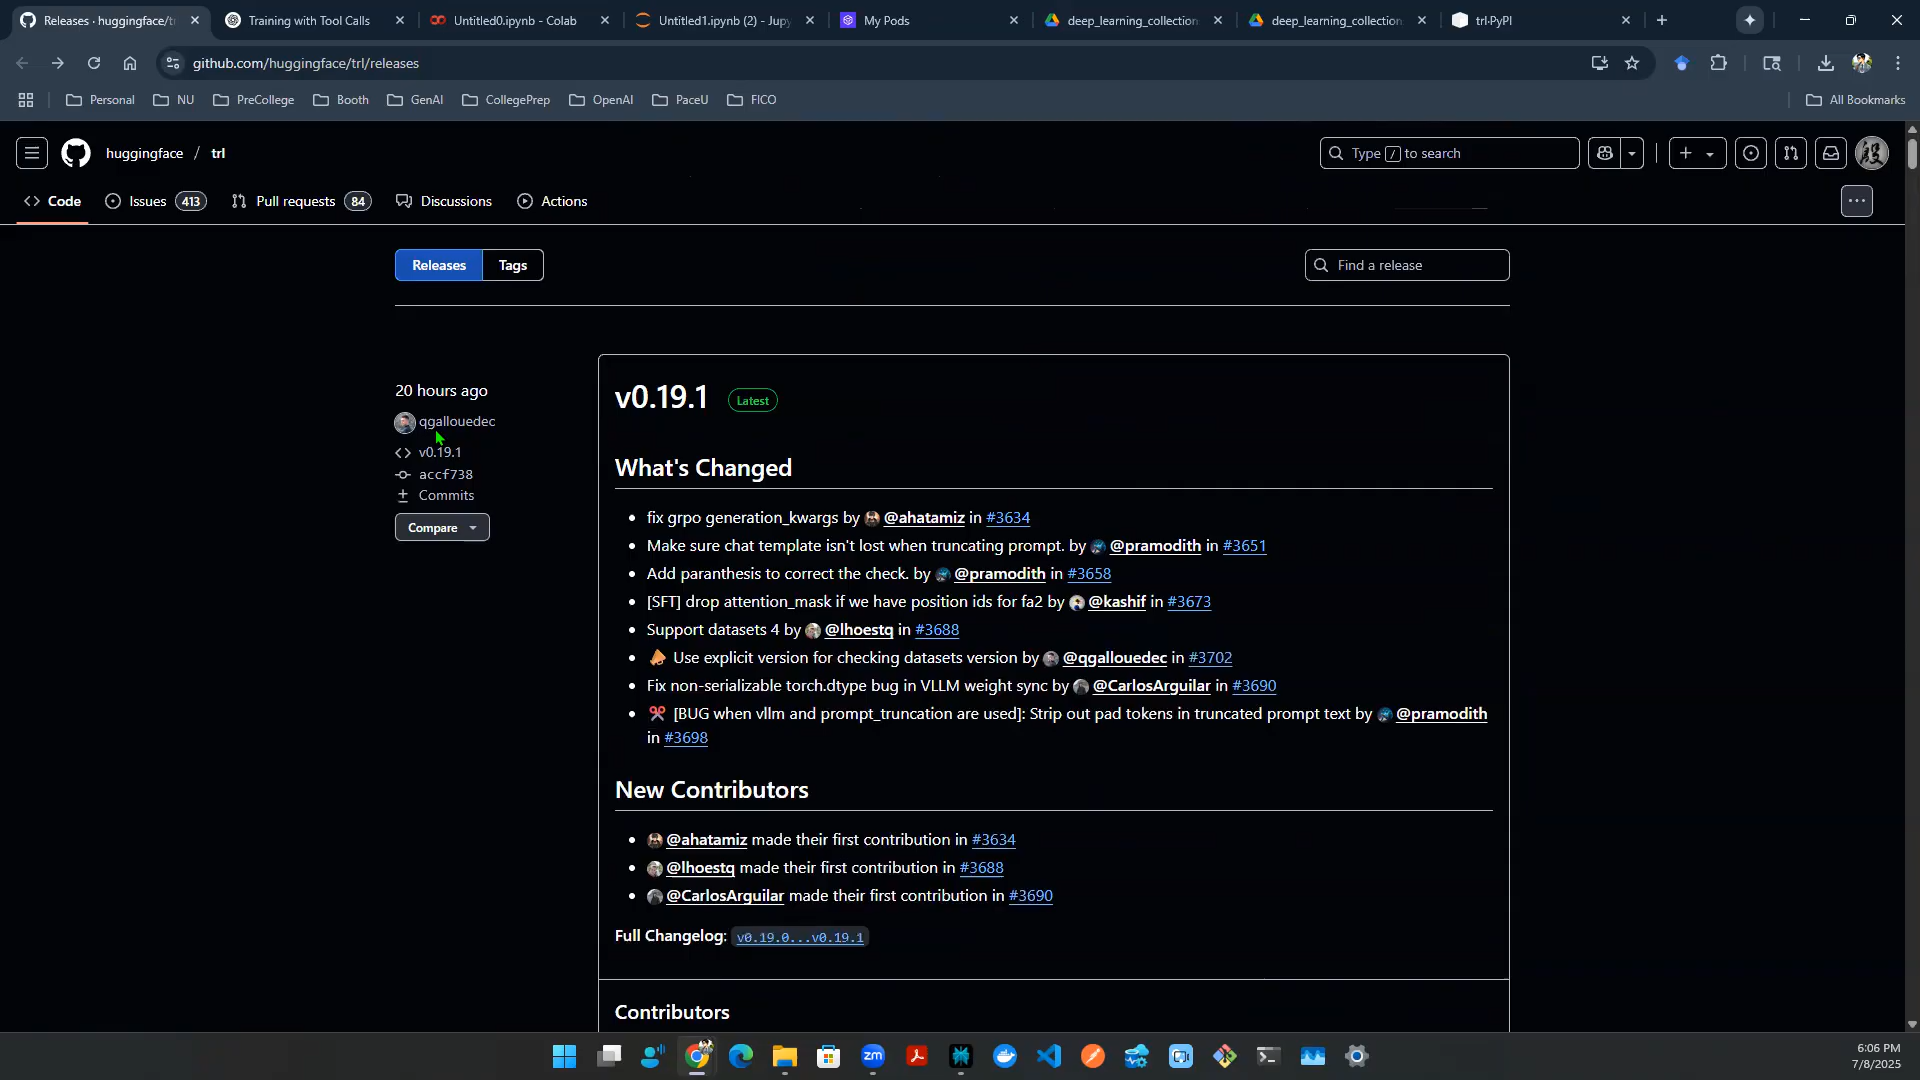 Releases · huggingface/tr
Training with Tool Calls
Untitled0.ipynb - Colab
Untitled1.ipynb (2) - Jup
My Pods
deep_learning_collection
deep_learning_collection
trl·PyPI
github.com/huggingface/trl/releases
Personal
NU
PreCollege
Booth
GenAI
CollegePrep
OpenAI
PaceU
FICO
All Bookmarks
huggingface / trl
Type / to search
Code
Issues 413
Pull requests 84
Discussions
Actions
Releases
Tags
Find a release
20 hours ago
qgallouedec
v0.19.1
accf738
Commits
Compare
v0.19.1 Latest
What's Changed
fix grpo generation_kwargs by @ahatamiz in #3634
Make sure chat template isn't lost when truncating prompt. by @pramodith in #3651
Add paranthesis to correct the check. by @pramodith in #3658
[SFT] drop attention_mask if we have position ids for fa2 by @kashif in #3673
Support datasets 4 by @lhoestq in #3688
Use explicit version for checking datasets version by @qgallouedec in #3702
Fix non-serializable torch.dtype bug in VLLM weight sync by @CarlosArguilar in #3690
[BUG when vllm and prompt_truncation are used]: Strip out pad tokens in truncated prompt text by @pramodith
in #3698
New Contributors
@ahatamiz made their first contribution in #3634
@lhoestq made their first contribution in #3688
@CarlosArguilar made their first contribution in #3690
Full Changelog: v0.19.0...v0.19.1
Contributors
zm
6:06 PM
7/8/2025